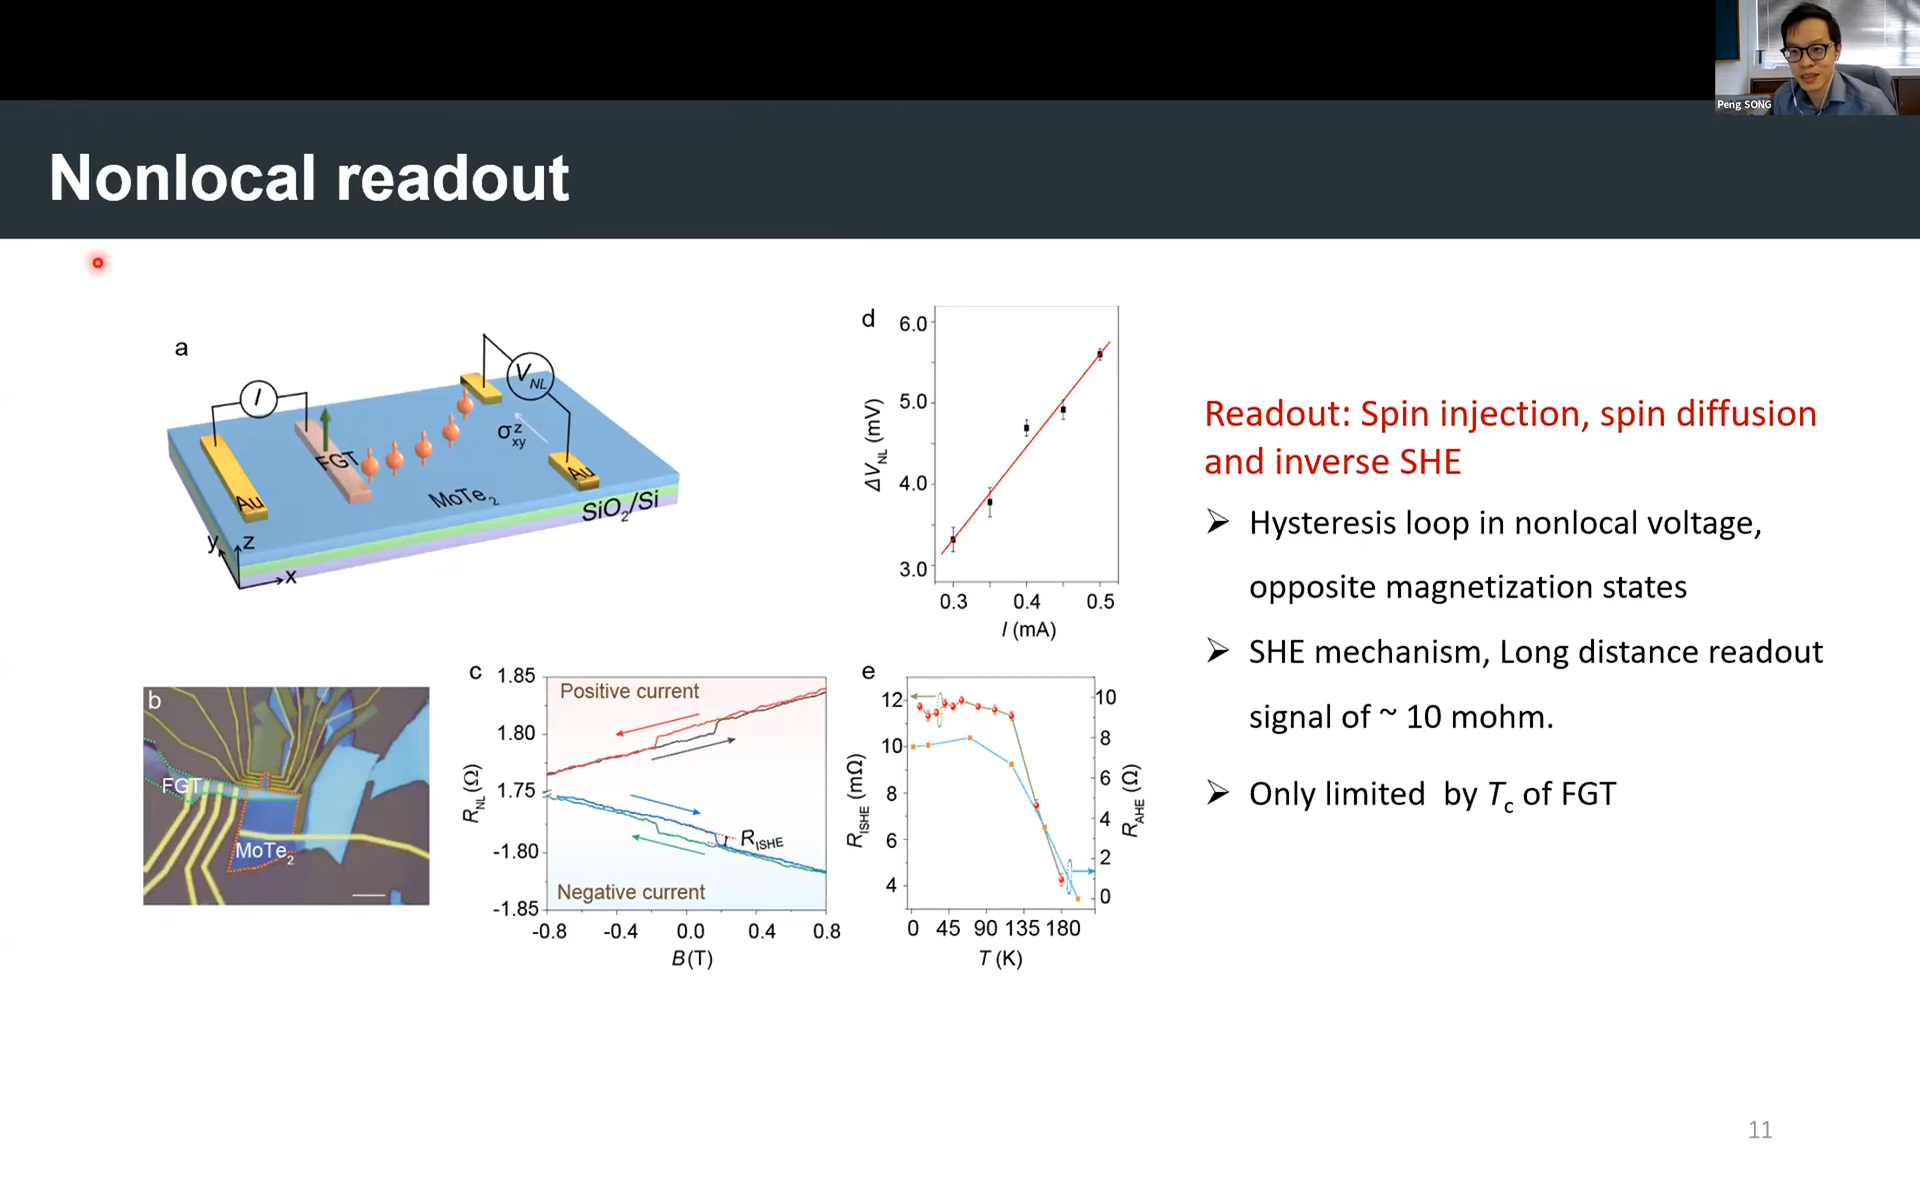 Peng SONG
Nonlocal readout
a
I
V_NL
σ^z_xy
FGT
Au
Au
MoTe₂
SiO₂/Si
y
z
x
b
FGT
MoTe₂
c
1.85
1.80
1.75
-1.80
-1.85
R_NL (Ω)
Positive current
R_ISHE
Negative current
-0.8 -0.4 0.0 0.4 0.8
B(T)
d
6.0
5.0
4.0
3.0
ΔV_NL (mV)
0.3 0.4 0.5
I (mA)
e
12
10
8
6
4
R_ISHE (mΩ)
10
8
6
4
2
0
R_AHE (Ω)
0 45 90 135 180
T (K)
Readout: Spin injection, spin diffusion
and inverse SHE
➢ Hysteresis loop in nonlocal voltage,
opposite magnetization states
➢ SHE mechanism, Long distance readout
signal of ~ 10 mohm.
➢ Only limited by T_c of FGT
11